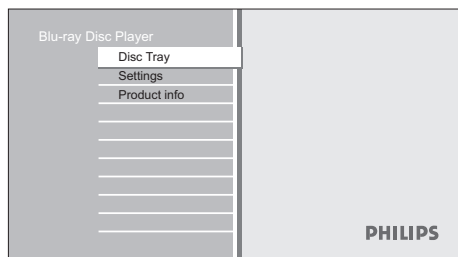 Blu-ray Disc Player
Disc Tray
Settings
Product info
PHILIPS